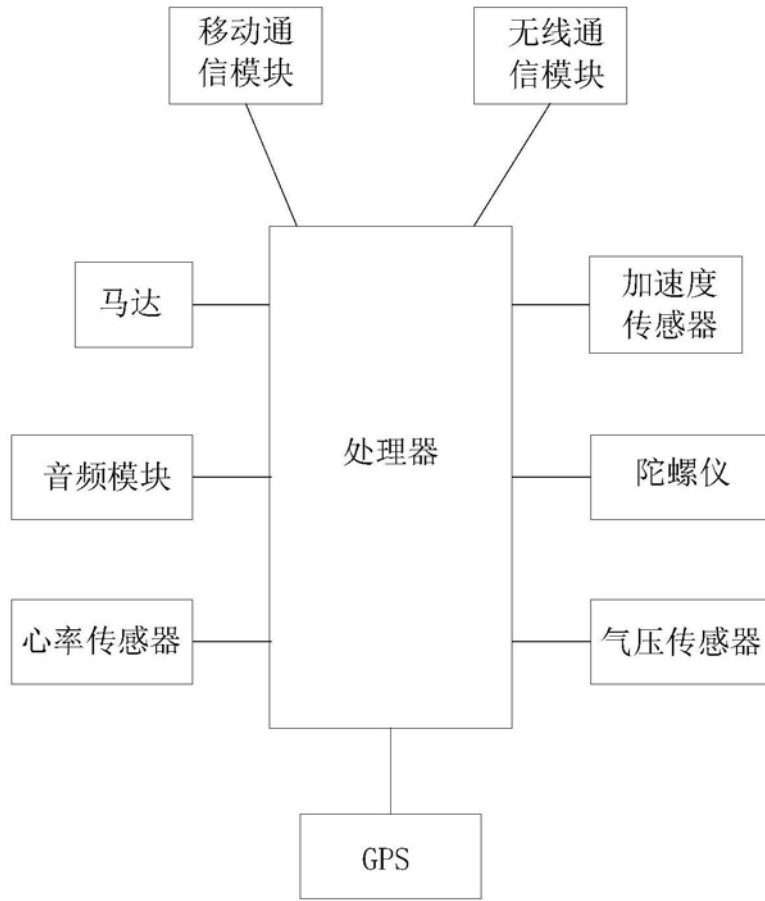 移动通
信模块
无线通
信模块
马达
加速度
传感器
处理器
音频模块
陀螺仪
心率传感器
气压传感器
GPS